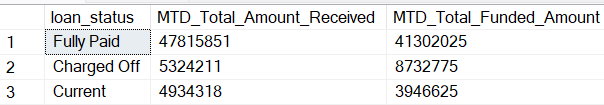 loan_status MTD_Total_Amount_Received MTD_Total_Funded_Amount
1 Fully Paid 47815851 41302025
2 Charged Off 5324211 8732775
3 Current 4934318 3946625